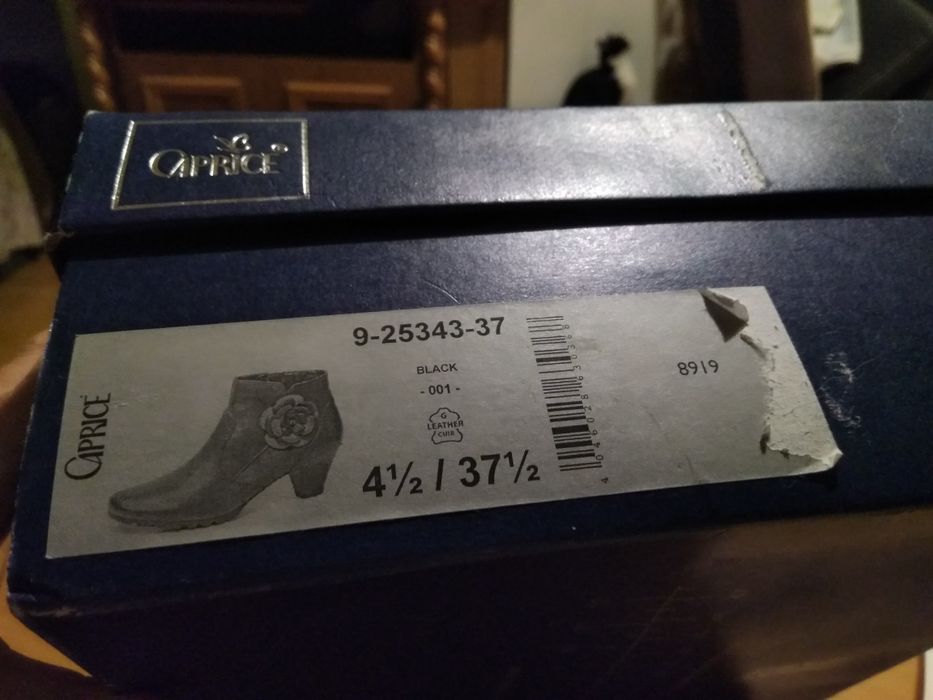 CAPRICE
CAPRICE
9-25343-37
BLACK
- 001 -
G
LEATHER
CUIR
4½ / 37½
8919